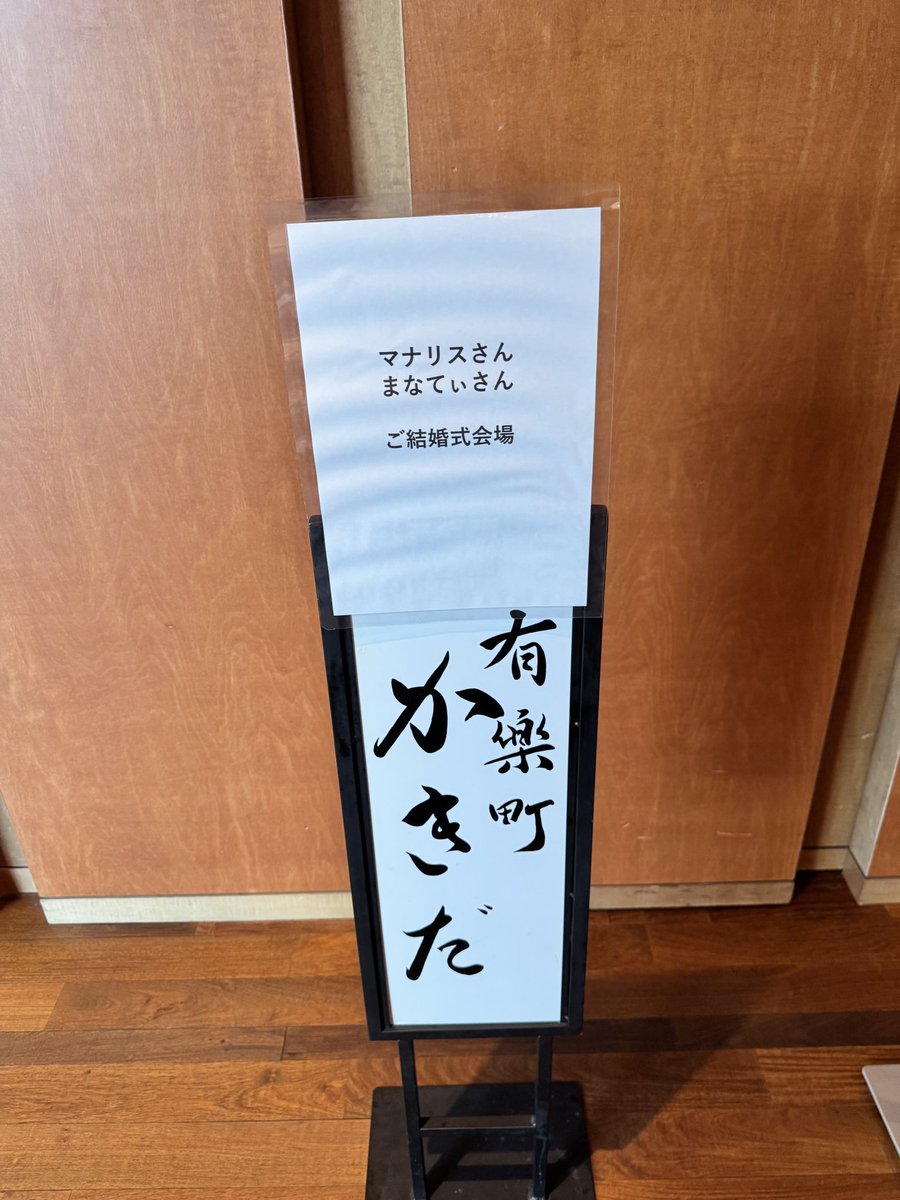 マナリスさん
まなてぃさん
ご結婚式会場
有樂町
かきだ